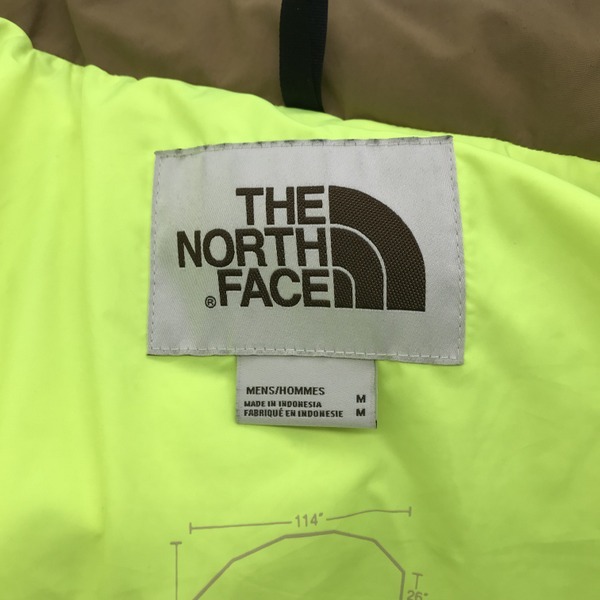 THE
NORTH
® FACE
MENS/HOMMES
MADE IN INDONESIA M
FABRIQUÉ EN INDONESIE M
114"
26"